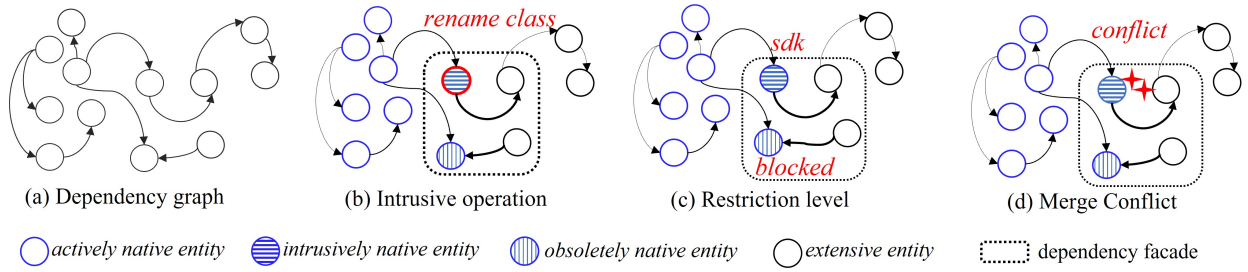 rename class
sdk
conflict
blocked
(a) Dependency graph
(b) Intrusive operation
(c) Restriction level
(d) Merge Conflict
actively native entity
intrusively native entity
obsoletely native entity
extensive entity
dependency facade